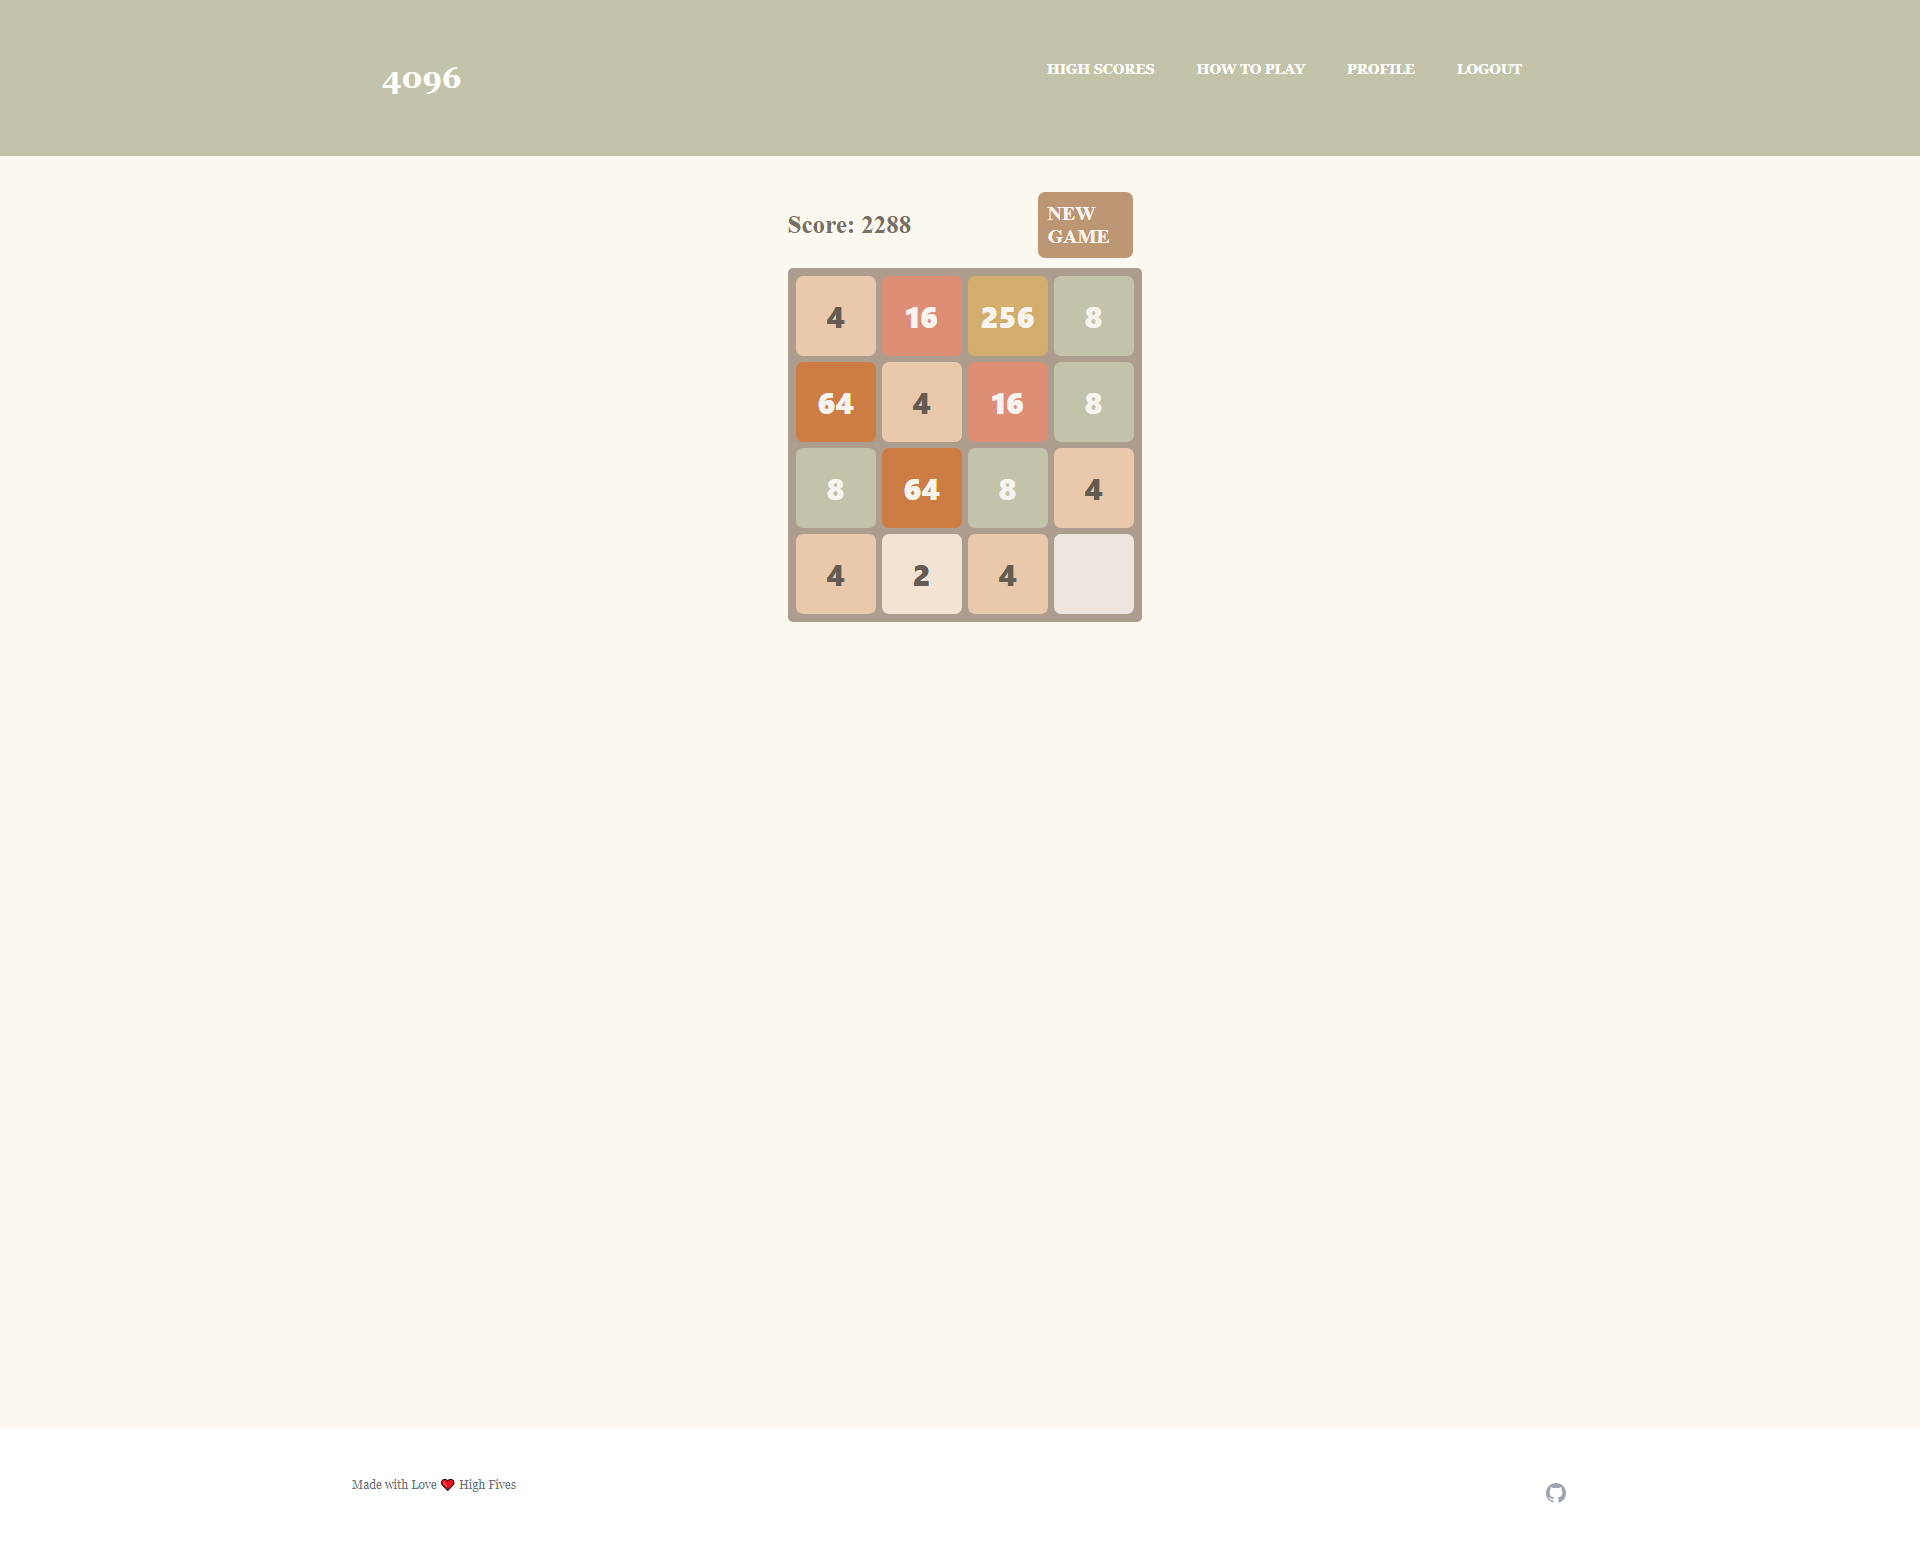 4096
HIGH SCORES HOW TO PLAY PROFILE LOGOUT
Score: 2288
NEW
GAME
4 16 256 8
64 4 16 8
8 64 8 4
4 2 4
Made with Love ❤ High Fives